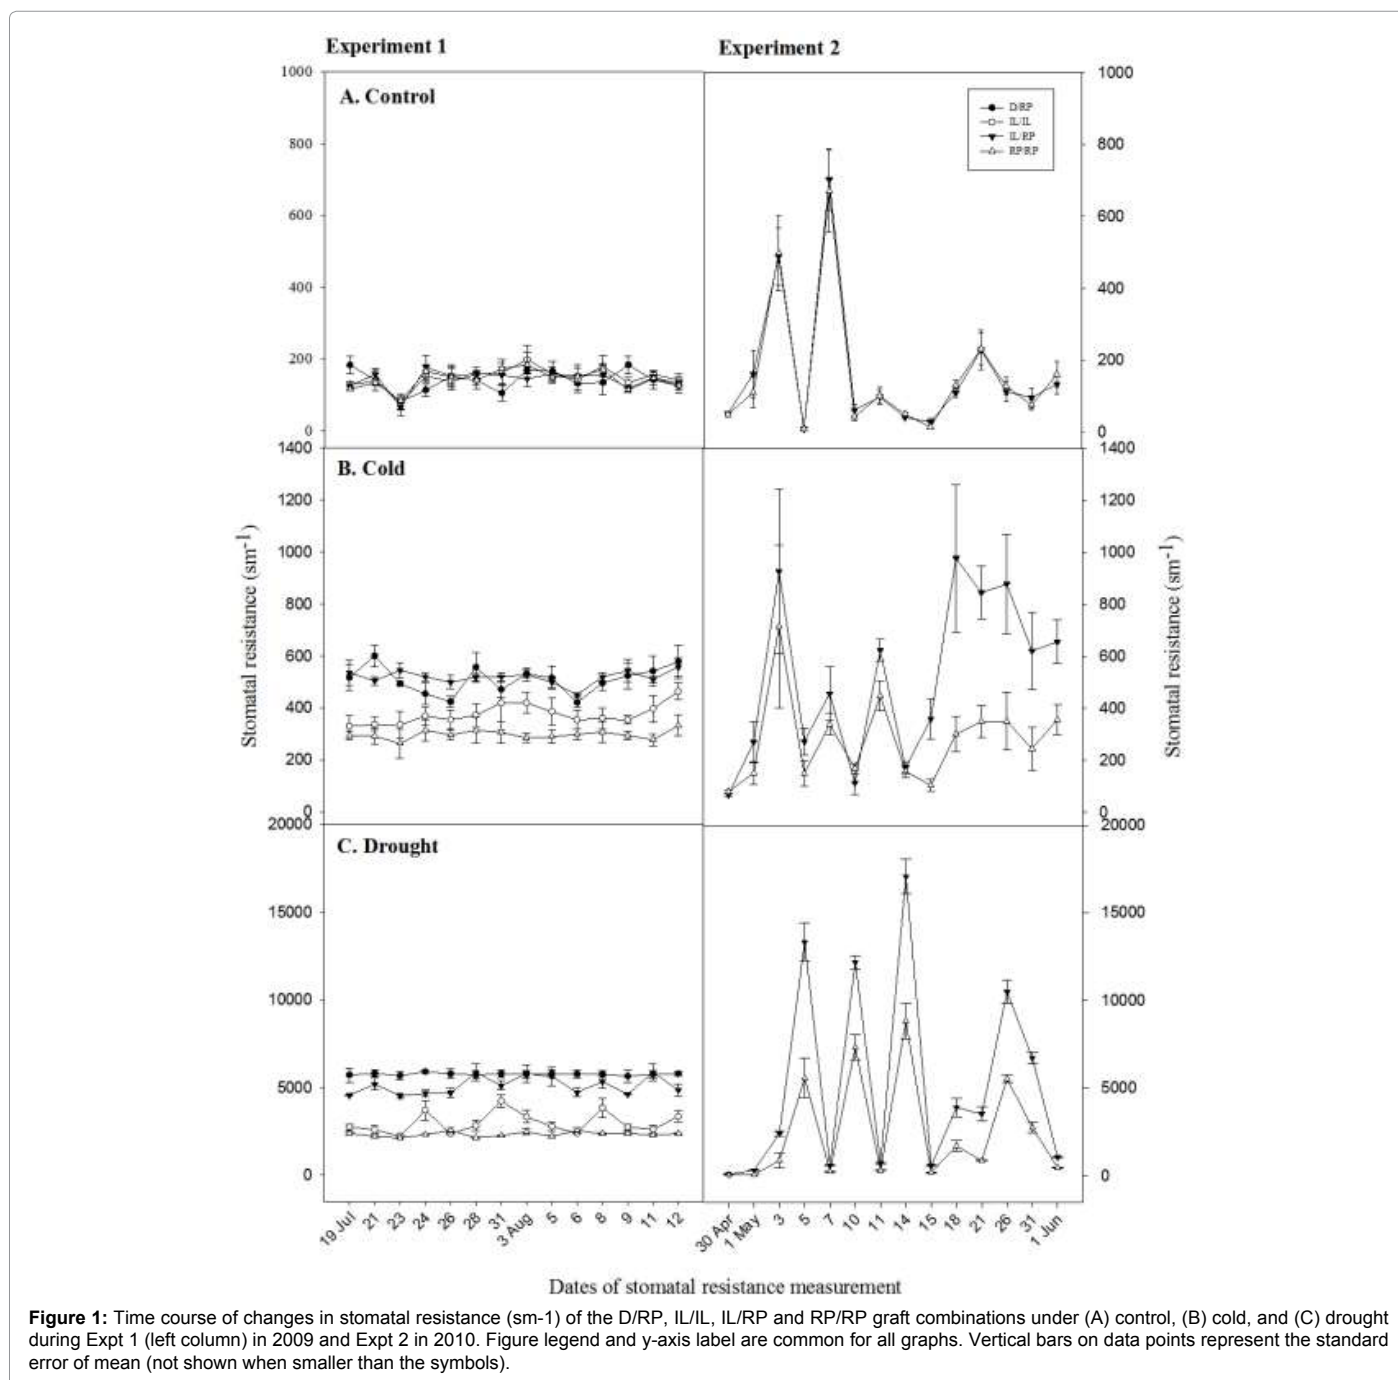 Experiment 1
Experiment 2
1000
800
600
400
200
0
A. Control
1000
800
600
400
200
0
D/RP
IL/IL
IL/RP
RP/RP
1400
1200
1000
800
600
400
200
0
B. Cold
1400
1200
1000
800
600
400
200
0
Stomatal resistance (sm-1)
Stomatal resistance (sm-1)
20000
15000
10000
5000
0
C. Drought
20000
15000
10000
5000
0
19 Jul 21 23 24 26 28 31 3 Aug 5 6 8 9 11 12
30 Apr 1 May 3 5 7 10 11 14 15 18 21 26 31 1 Jun
Dates of stomatal resistance measurement
Figure 1: Time course of changes in stomatal resistance (sm-1) of the D/RP, IL/IL, IL/RP and RP/RP graft combinations under (A) control, (B) cold, and (C) drought
during Expt 1 (left column) in 2009 and Expt 2 in 2010. Figure legend and y-axis label are common for all graphs. Vertical bars on data points represent the standard
error of mean (not shown when smaller than the symbols).